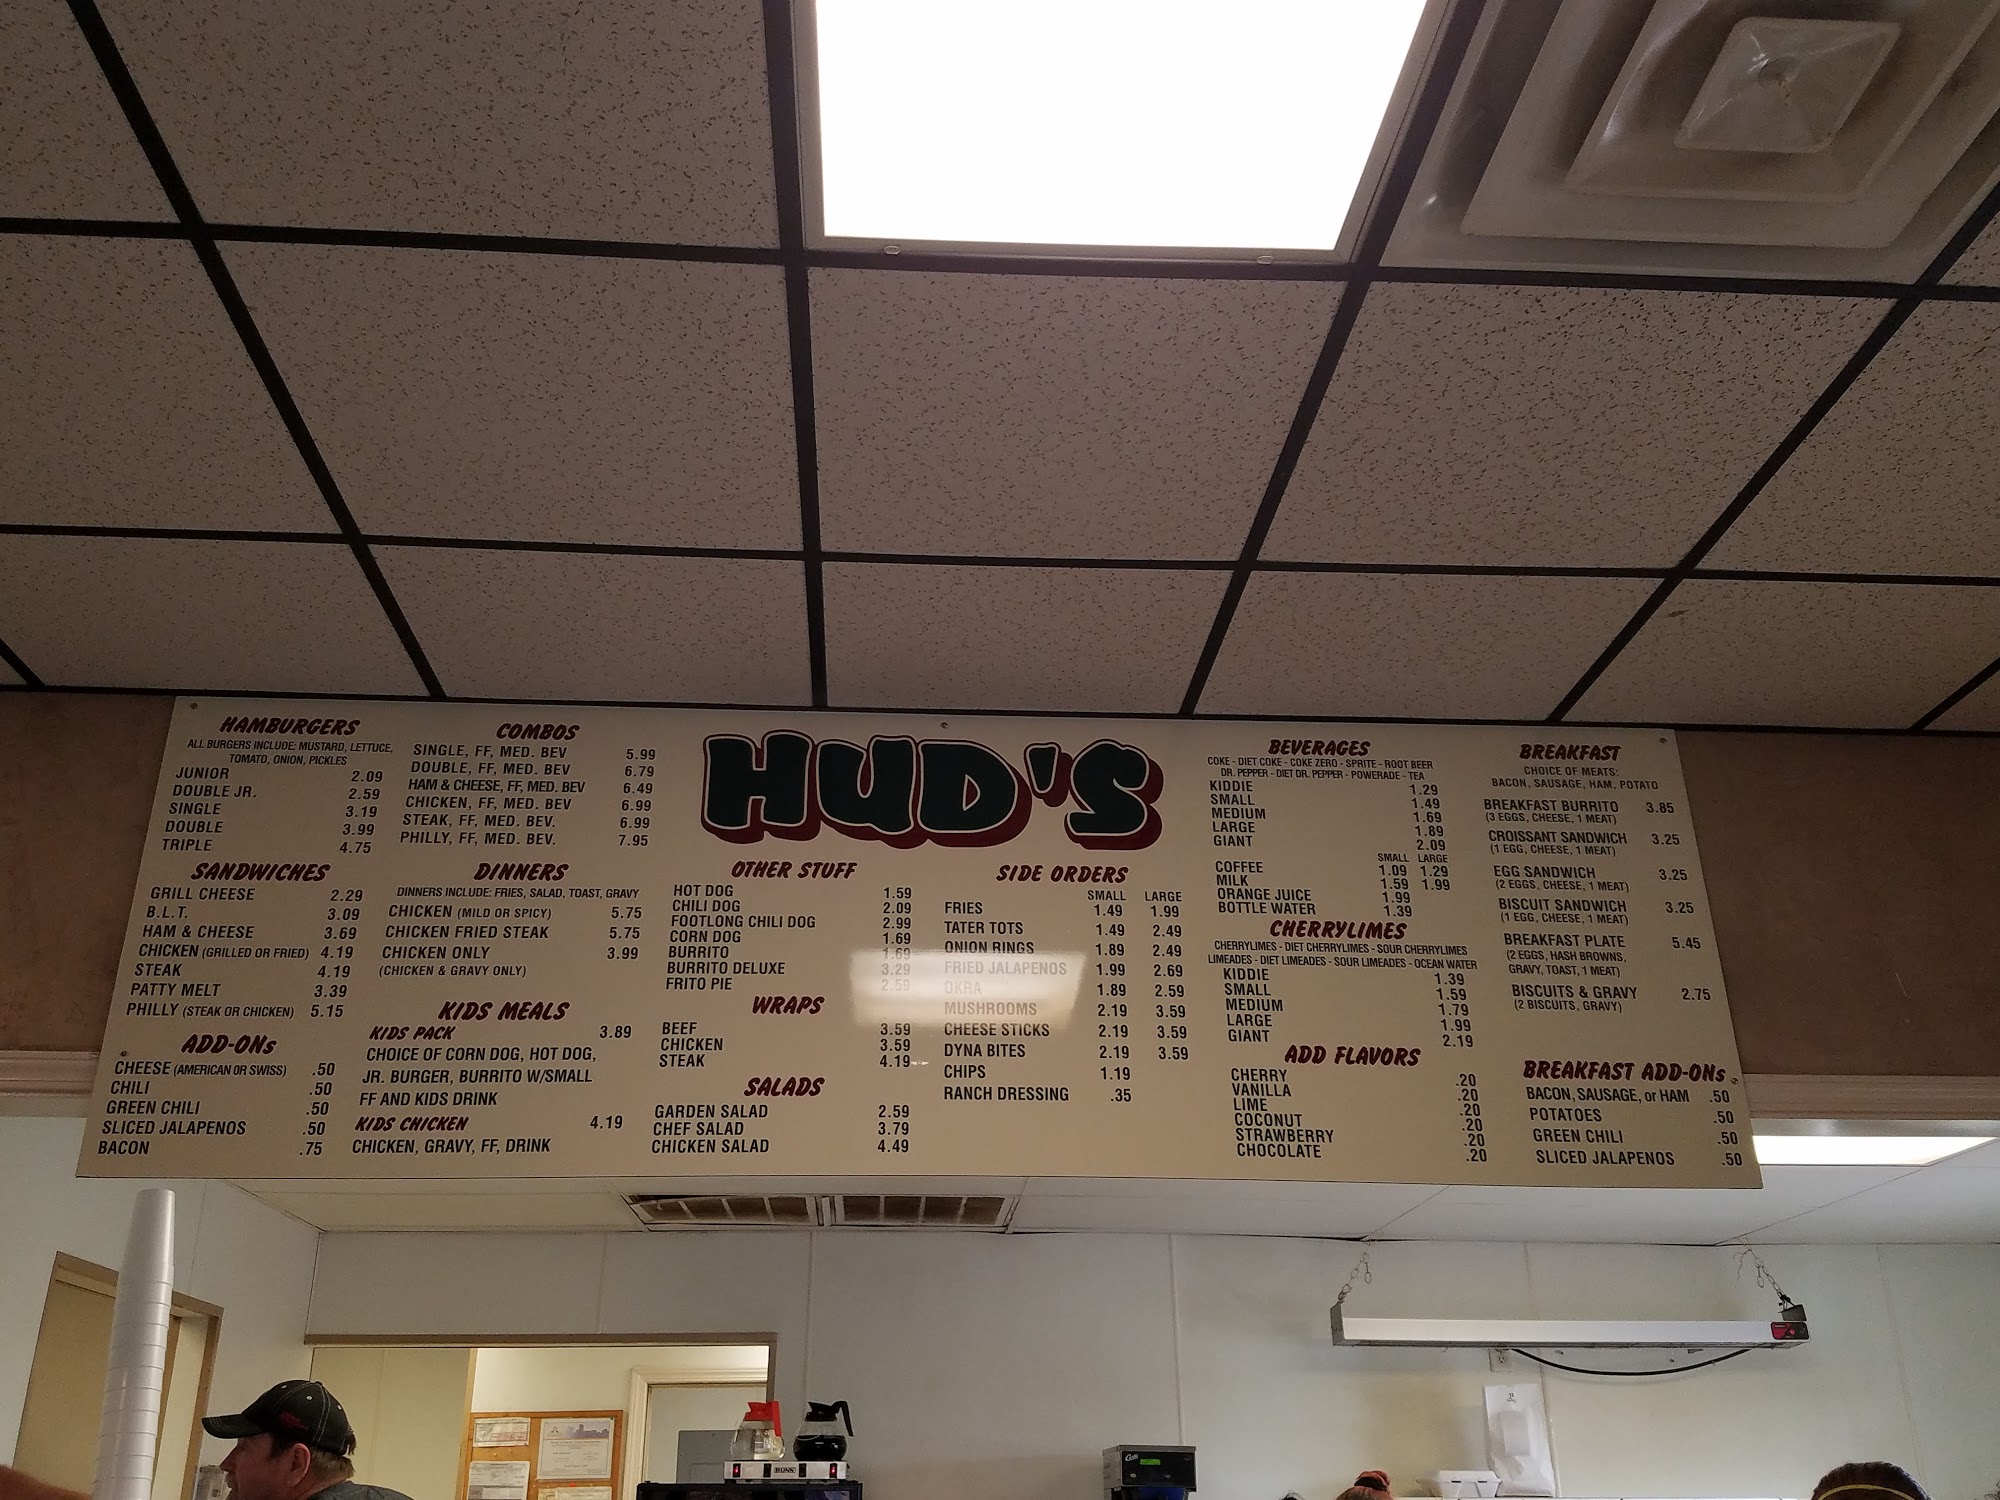 HUD'S
HAMBURGERS
ALL BURGERS INCLUDE: MUSTARD, LETTUCE,
TOMATO, ONION, PICKLES
JUNIOR 2.09
DOUBLE JR. 2.59
SINGLE 3.19
DOUBLE 3.99
TRIPLE 4.75
SANDWICHES
GRILL CHEESE 2.29
B.L.T. 3.09
HAM & CHEESE 3.69
CHICKEN (GRILLED OR FRIED) 4.19
STEAK 4.19
PATTY MELT 3.39
PHILLY (STEAK OR CHICKEN) 5.15
ADD-ONs
CHEESE (AMERICAN OR SWISS) .50
CHILI .50
GREEN CHILI .50
SLICED JALAPENOS .50
BACON .75
COMBOS
SINGLE, FF, MED. BEV 5.99
DOUBLE, FF, MED. BEV 6.79
HAM & CHEESE, FF, MED. BEV 6.49
CHICKEN, FF, MED. BEV 6.99
STEAK, FF, MED. BEV. 6.99
PHILLY, FF, MED. BEV. 7.95
DINNERS
DINNERS INCLUDE: FRIES, SALAD, TOAST, GRAVY
CHICKEN (MILD OR SPICY) 5.75
CHICKEN FRIED STEAK 5.75
CHICKEN ONLY 3.99
(CHICKEN & GRAVY ONLY)
KIDS MEALS
KIDS PACK 3.89
CHOICE OF CORN DOG, HOT DOG,
JR. BURGER, BURRITO W/SMALL
FF AND KIDS DRINK
KIDS CHICKEN 4.19
CHICKEN, GRAVY, FF, DRINK
OTHER STUFF
HOT DOG 1.59
CHILI DOG 2.09
FOOTLONG CHILI DOG 2.99
CORN DOG 1.69
BURRITO 1.69
BURRITO DELUXE 3.29
FRITO PIE 2.59
WRAPS
BEEF 3.59
CHICKEN 3.59
STEAK 4.19
SALADS
GARDEN SALAD 2.59
CHEF SALAD 3.79
CHICKEN SALAD 4.49
SIDE ORDERS
SMALL LARGE
FRIES 1.49 1.99
TATER TOTS 1.49 2.49
ONION RINGS 1.89 2.49
FRIED JALAPENOS 1.99 2.69
OKRA 1.89 2.59
MUSHROOMS 2.19 3.59
CHEESE STICKS 2.19 3.59
DYNA BITES 2.19 3.59
CHIPS 1.19
RANCH DRESSING .35
BEVERAGES
COKE - DIET COKE - COKE ZERO - SPRITE - ROOT BEER
DR. PEPPER - DIET DR. PEPPER - POWERADE - TEA
KIDDIE 1.29
SMALL 1.49
MEDIUM 1.69
LARGE 1.89
GIANT 2.09
SMALL LARGE
COFFEE 1.09 1.29
MILK 1.59 1.99
ORANGE JUICE 1.99
BOTTLE WATER 1.39
CHERRYLIMES
CHERRYLIMES - DIET CHERRYLIMES - SOUR CHERRYLIMES
LIMEADES - DIET LIMEADES - SOUR LIMEADES - OCEAN WATER
KIDDIE 1.39
SMALL 1.59
MEDIUM 1.79
LARGE 1.99
GIANT 2.19
ADD FLAVORS
CHERRY .20
VANILLA .20
LIME .20
COCONUT .20
STRAWBERRY .20
CHOCOLATE .20
BREAKFAST
CHOICE OF MEATS:
BACON, SAUSAGE, HAM, POTATO
BREAKFAST BURRITO 3.85
(3 EGGS, CHEESE, 1 MEAT)
CROISSANT SANDWICH 3.25
(1 EGG, CHEESE, 1 MEAT)
EGG SANDWICH 3.25
(2 EGGS, CHEESE, 1 MEAT)
BISCUIT SANDWICH 3.25
(1 EGG, CHEESE, 1 MEAT)
BREAKFAST PLATE 5.45
(2 EGGS, HASH BROWNS,
GRAVY, TOAST, 1 MEAT)
BISCUITS & GRAVY 2.75
(2 BISCUITS, GRAVY)
BREAKFAST ADD-ONs
BACON, SAUSAGE, or HAM .50
POTATOES .50
GREEN CHILI .50
SLICED JALAPENOS .50
BUNN
Curtis